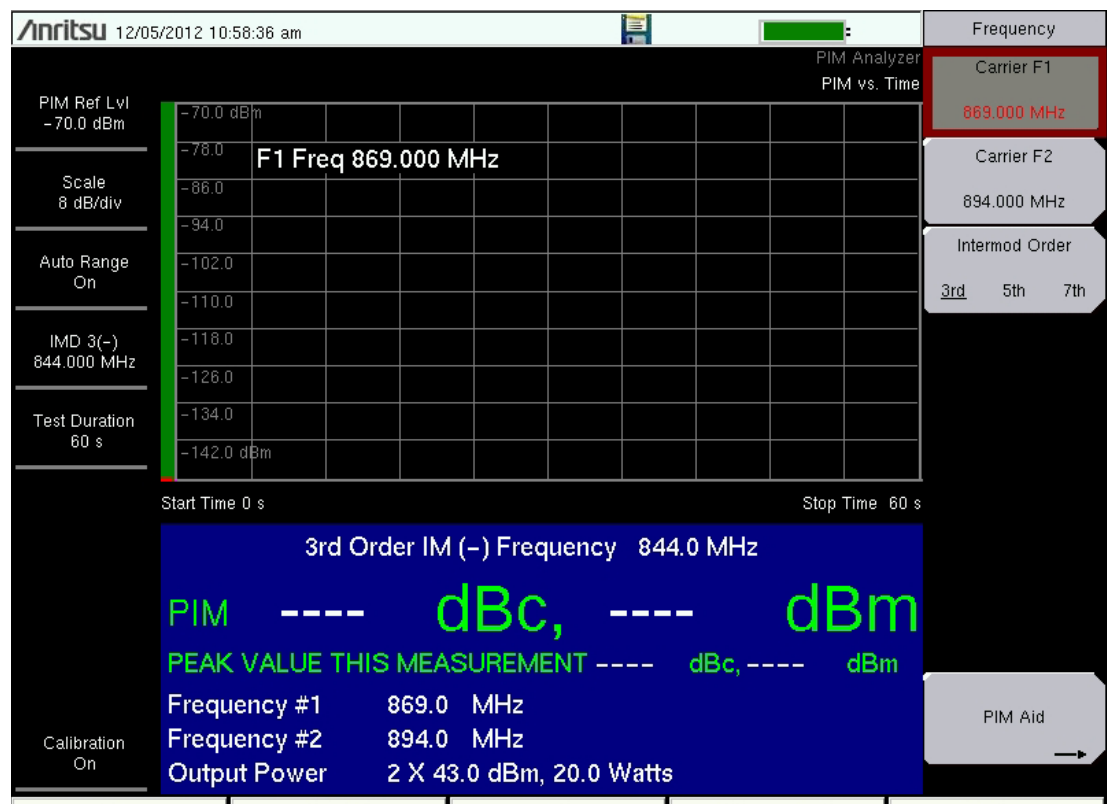 Anritsu 12/05/2012 10:58:36 am
PIM Analyzer
PIM vs. Time
PIM Ref Lvl
-70.0 dBm
Scale
8 dB/div
Auto Range
On
IMD 3(-)
844.000 MHz
Test Duration
60 s
Calibration
On
-70.0 dBm
-78.0
F1 Freq 869.000 MHz
-86.0
-94.0
-102.0
-110.0
-118.0
-126.0
-134.0
-142.0 dBm
Start Time 0 s
Stop Time 60 s
3rd Order IM (-) Frequency 844.0 MHz
PIM ---- dBc, ---- dBm
PEAK VALUE THIS MEASUREMENT ---- dBc, ---- dBm
Frequency #1 869.0 MHz
Frequency #2 894.0 MHz
Output Power 2 X 43.0 dBm, 20.0 Watts
Frequency
Carrier F1
869.000 MHz
Carrier F2
894.000 MHz
Intermod Order
3rd 5th 7th
PIM Aid